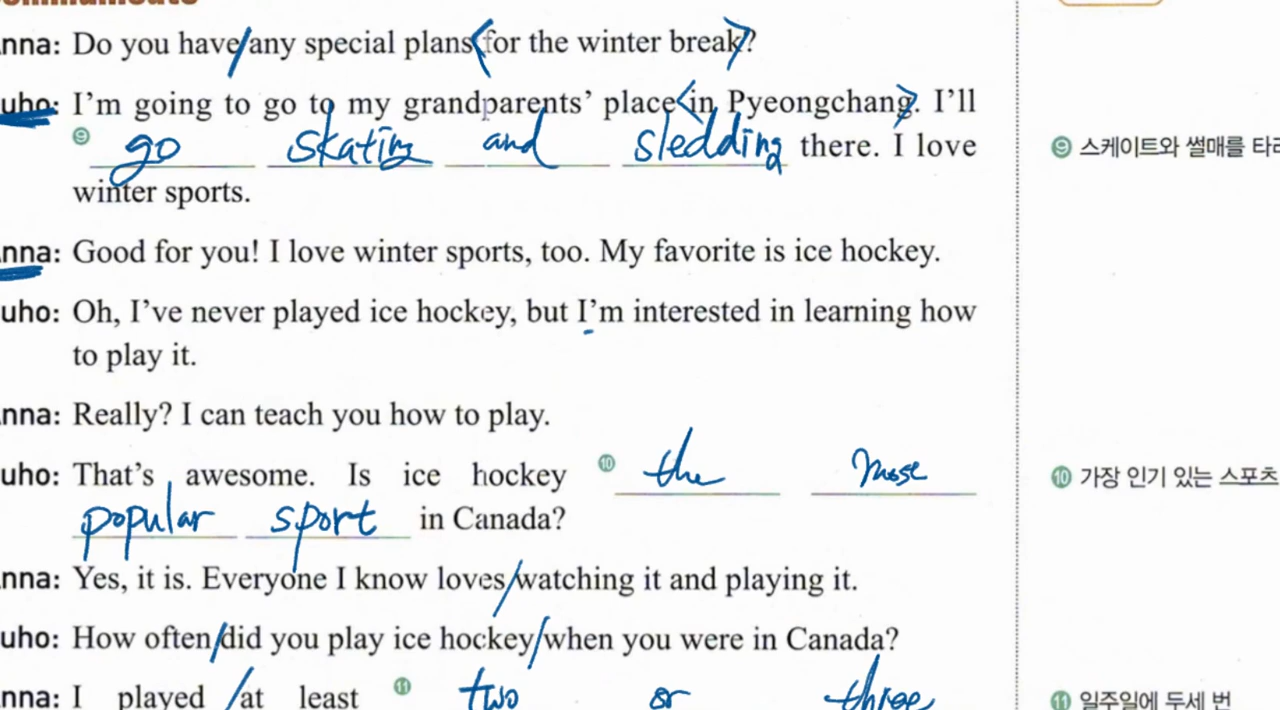 nna: Do you have/any special plans<for the winter break>?
uho: I'm going to go to my grandparents' place<in Pyeongchang>. I'll
⑨ go skating and sledding there. I love
⑨ 스케이트와 썰매를 타
winter sports.
nna: Good for you! I love winter sports, too. My favorite is ice hockey.
uho: Oh, I've never played ice hockey, but I'm interested in learning how
to play it.
nna: Really? I can teach you how to play.
uho: That's awesome. Is ice hockey ⑩ the most
⑩ 가장 인기 있는 스포츠
popular sport in Canada?
nna: Yes, it is. Everyone I know loves/watching it and playing it.
uho: How often/did you play ice hockey/when you were in Canada?
nna: I played /at least ⑪ two or three
⑪ 일주일에 두세 번